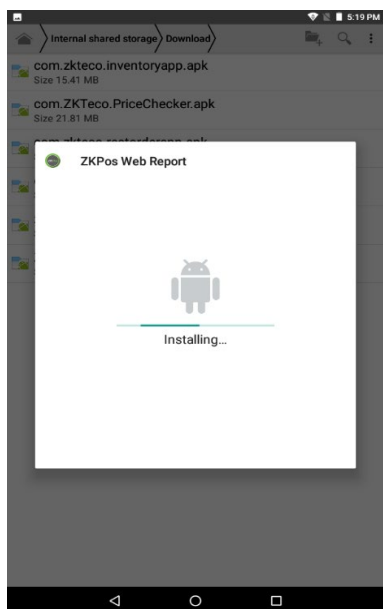 5:19 PM
Internal shared storage Download
com.zkteco.inventoryapp.apk
Size 15.41 MB
com.ZKTeco.PriceChecker.apk
Size 21.81 MB
ZKPos Web Report
Installing...